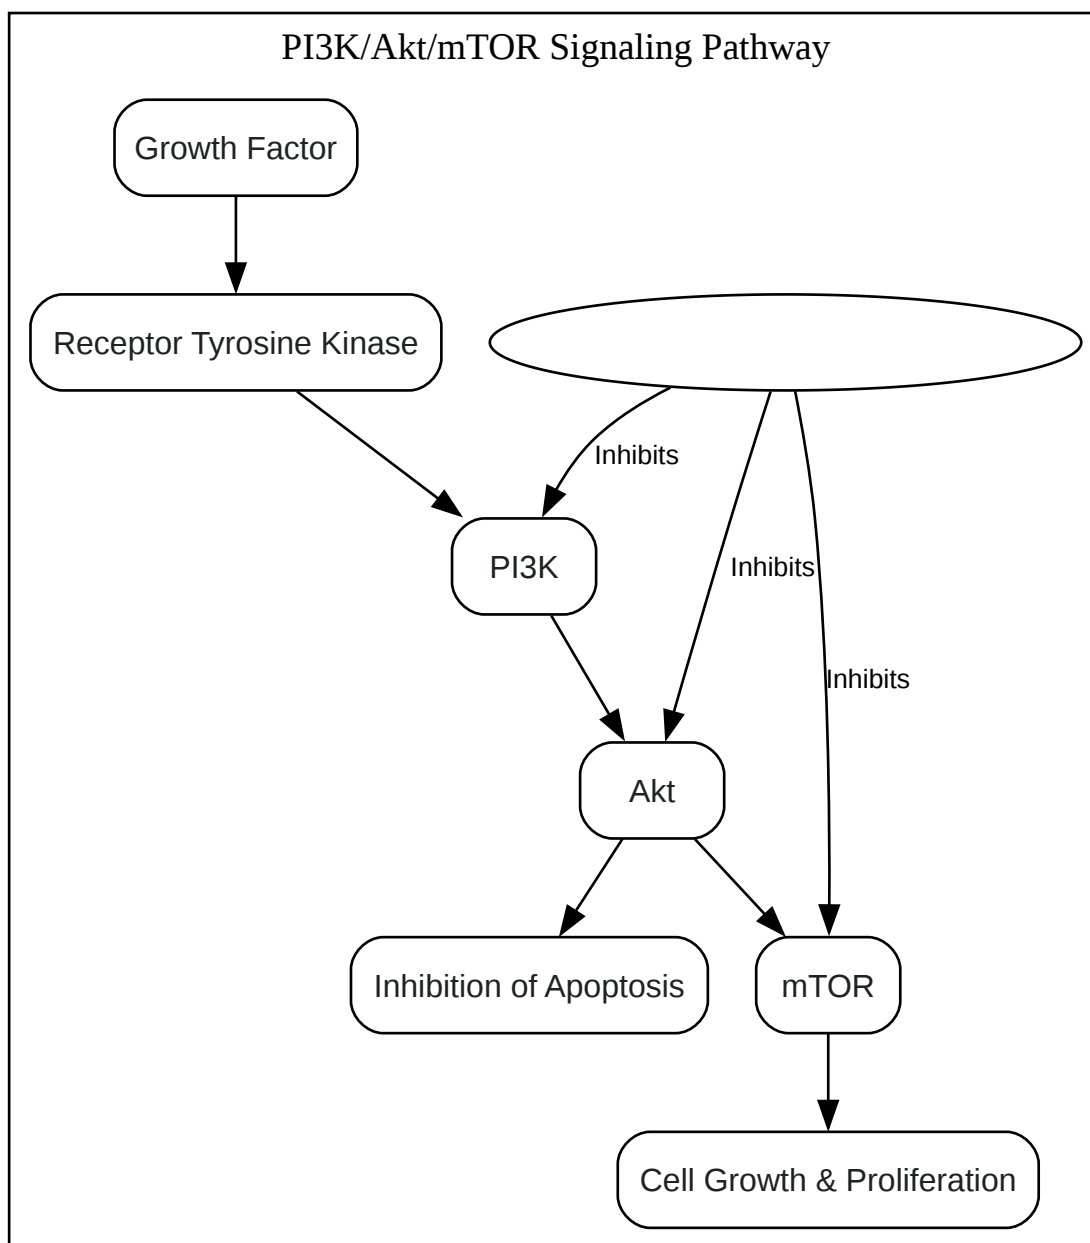 PI3K/Akt/mTOR Signaling Pathway
Growth Factor
Receptor Tyrosine Kinase
Inhibits
PI3K
Inhibits
Inhibits
Akt
Inhibition of Apoptosis
mTOR
Cell Growth & Proliferation